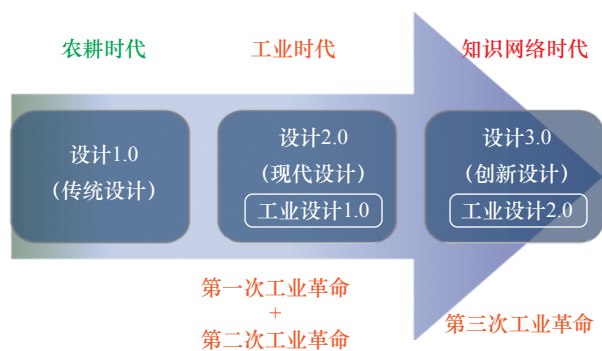 农耕时代
工业时代
知识网络时代
设计1.0
（传统设计）
设计2.0
（现代设计）
工业设计1.0
设计3.0
（创新设计）
工业设计2.0
第一次工业革命
+
第二次工业革命
第三次工业革命